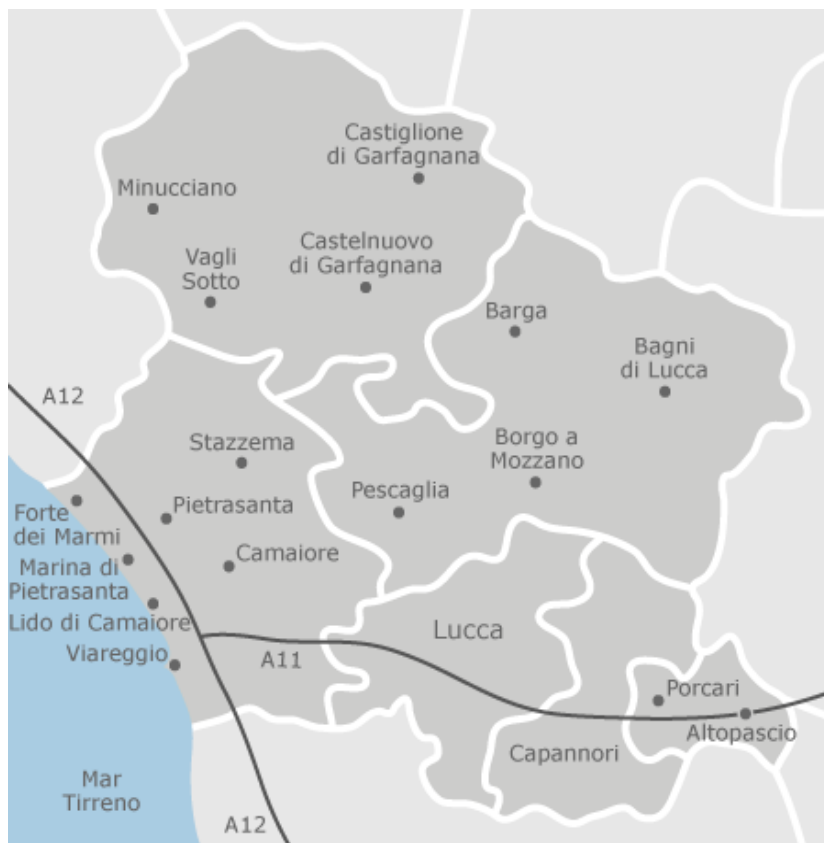 Castiglione
di Garfagnana
Minucciano
Vagli
Sotto
Castelnuovo
di Garfagnana
Barga
Bagni
di Lucca
A12
Stazzema
Borgo a
Mozzano
Pietrasanta
Pescaglia
Forte
dei Marmi
Camaiore
Marina di
Pietrasanta
Lido di Camaiore
Lucca
Viareggio
A11
Porcari
Altopascio
Capannori
Mar
Tirreno
A12